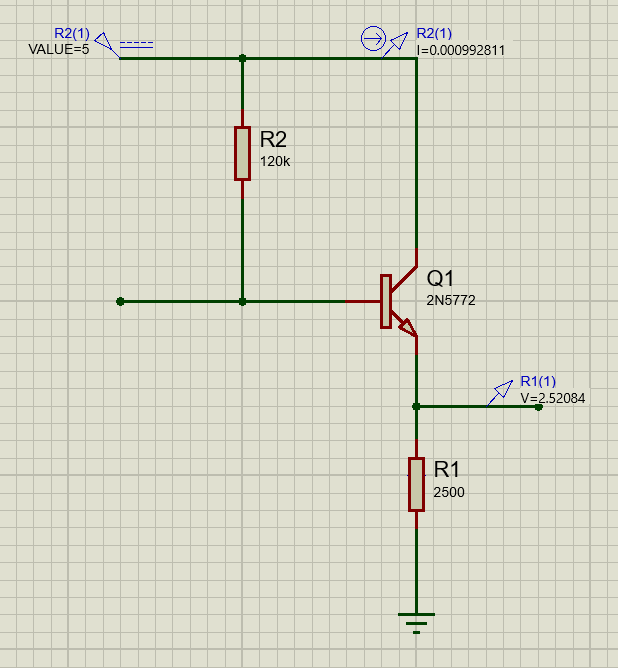 R2(1)
VALUE=5
R2(1)
I=0.000992811
R2
120k
Q1
2N5772
R1(1)
V=2.52084
R1
2500